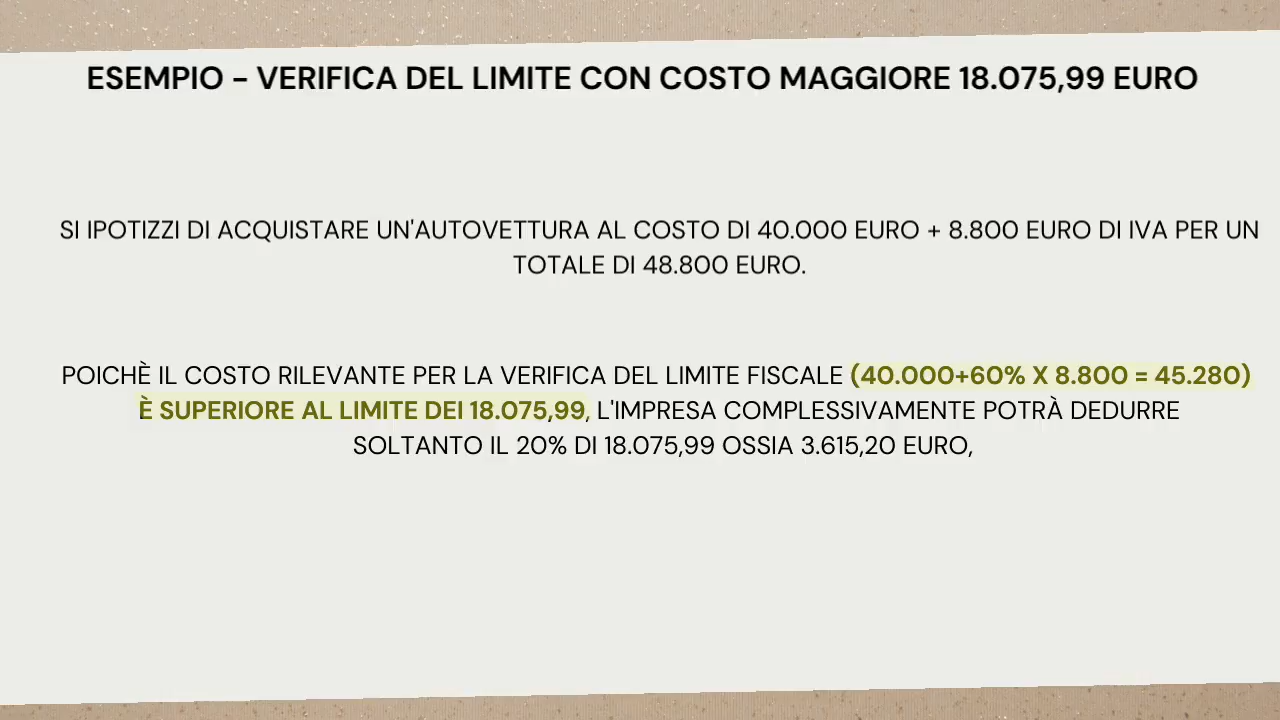 ESEMPIO - VERIFICA DEL LIMITE CON COSTO MAGGIORE 18.075,99 EURO
SI IPOTIZZI DI ACQUISTARE UN'AUTOVETTURA AL COSTO DI 40.000 EURO + 8.800 EURO DI IVA PER UN
TOTALE DI 48.800 EURO.
POICHÈ IL COSTO RILEVANTE PER LA VERIFICA DEL LIMITE FISCALE (40.000+60% X 8.800 = 45.280)
È SUPERIORE AL LIMITE DEI 18.075,99, L'IMPRESA COMPLESSIVAMENTE POTRÀ DEDURRE
SOLTANTO IL 20% DI 18.075,99 OSSIA 3.615,20 EURO,